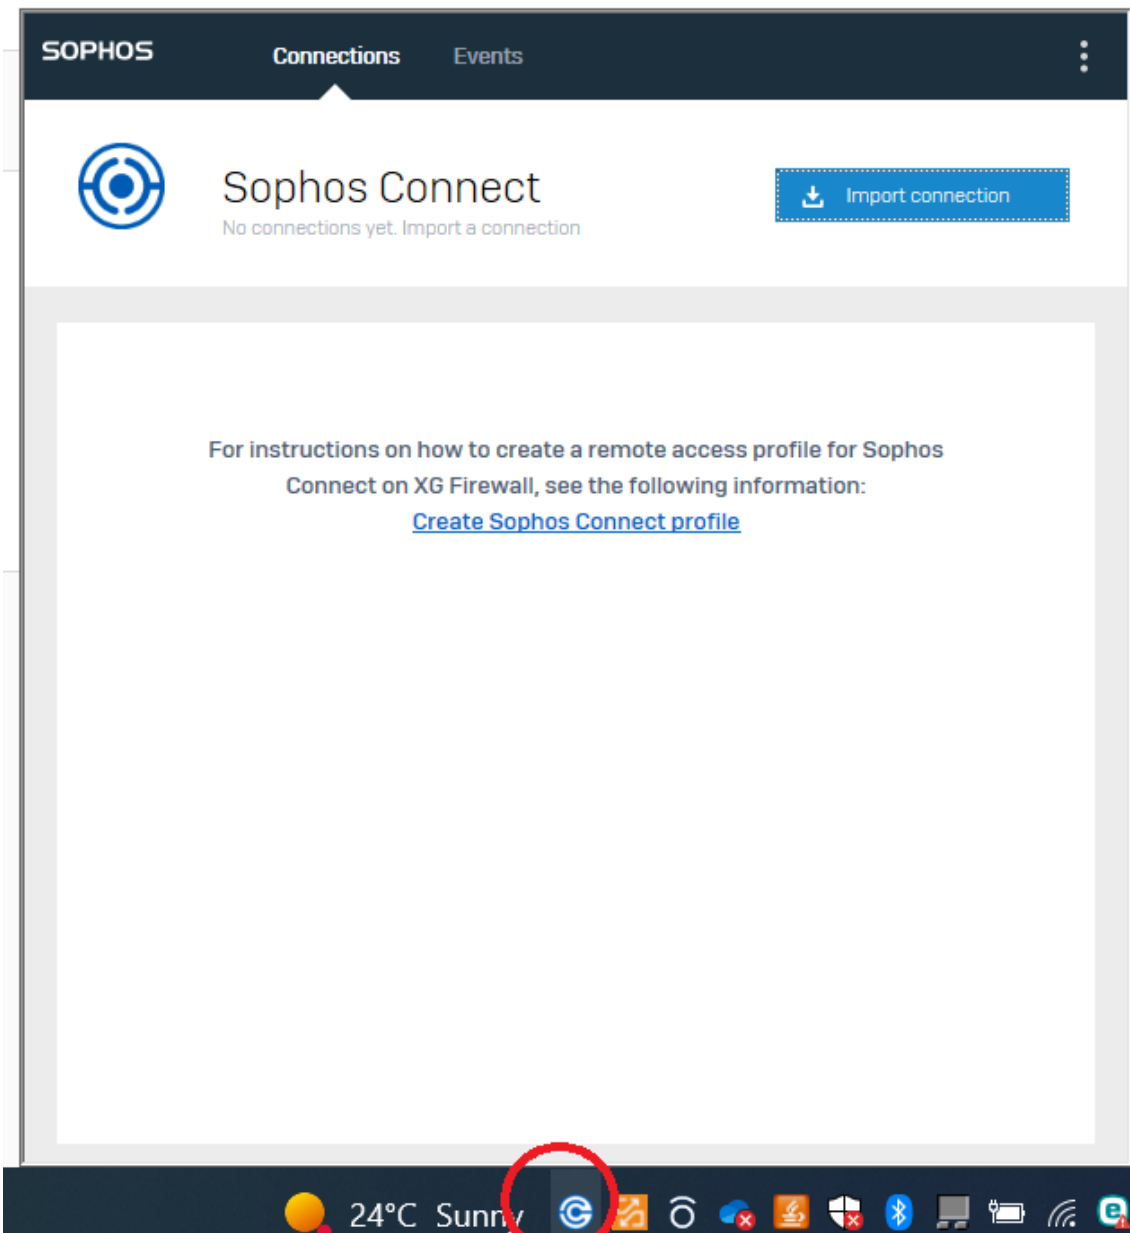 SOPHOS
Connections
Events
Sophos Connect
No connections yet. Import a connection
Import connection
For instructions on how to create a remote access profile for Sophos
Connect on XG Firewall, see the following information:
Create Sophos Connect profile
24°C Sunny